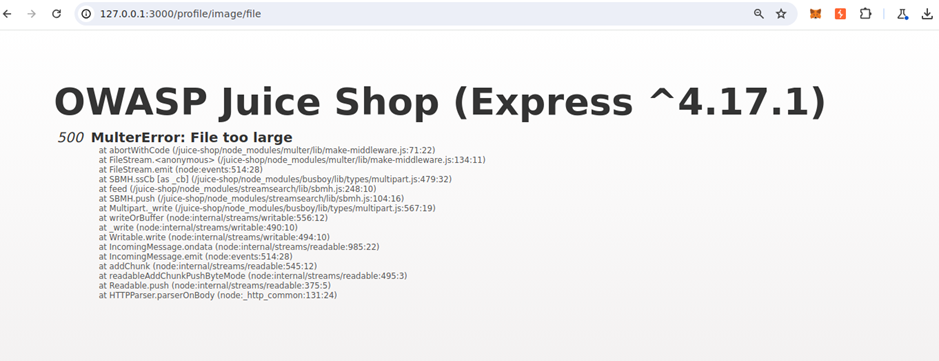 127.0.0.1:3000/profile/image/file
OWASP Juice Shop (Express ^4.17.1)
500 MulterError: File too large
at abortWithCode (/juice-shop/node_modules/multer/lib/make-middleware.js:71:22)
at FileStream.<anonymous> (/juice-shop/node_modules/multer/lib/make-middleware.js:134:11)
at FileStream.emit (node:events:514:28)
at SBMH.ssCb [as _cb] (/juice-shop/node_modules/busboy/lib/types/multipart.js:479:32)
at feed (/juice-shop/node_modules/streamsearch/lib/sbmh.js:248:10)
at SBMH.push (/juice-shop/node_modules/streamsearch/lib/sbmh.js:104:16)
at Multipart._write (/juice-shop/node_modules/busboy/lib/types/multipart.js:567:19)
at writeOrBuffer (node:internal/streams/writable:556:12)
at _write (node:internal/streams/writable:490:10)
at Writable.write (node:internal/streams/writable:494:10)
at IncomingMessage.ondata (node:internal/streams/readable:985:22)
at IncomingMessage.emit (node:events:514:28)
at addChunk (node:internal/streams/readable:545:12)
at readableAddChunkPushByteMode (node:internal/streams/readable:495:3)
at Readable.push (node:internal/streams/readable:375:5)
at HTTPParser.parserOnBody (node:_http_common:131:24)